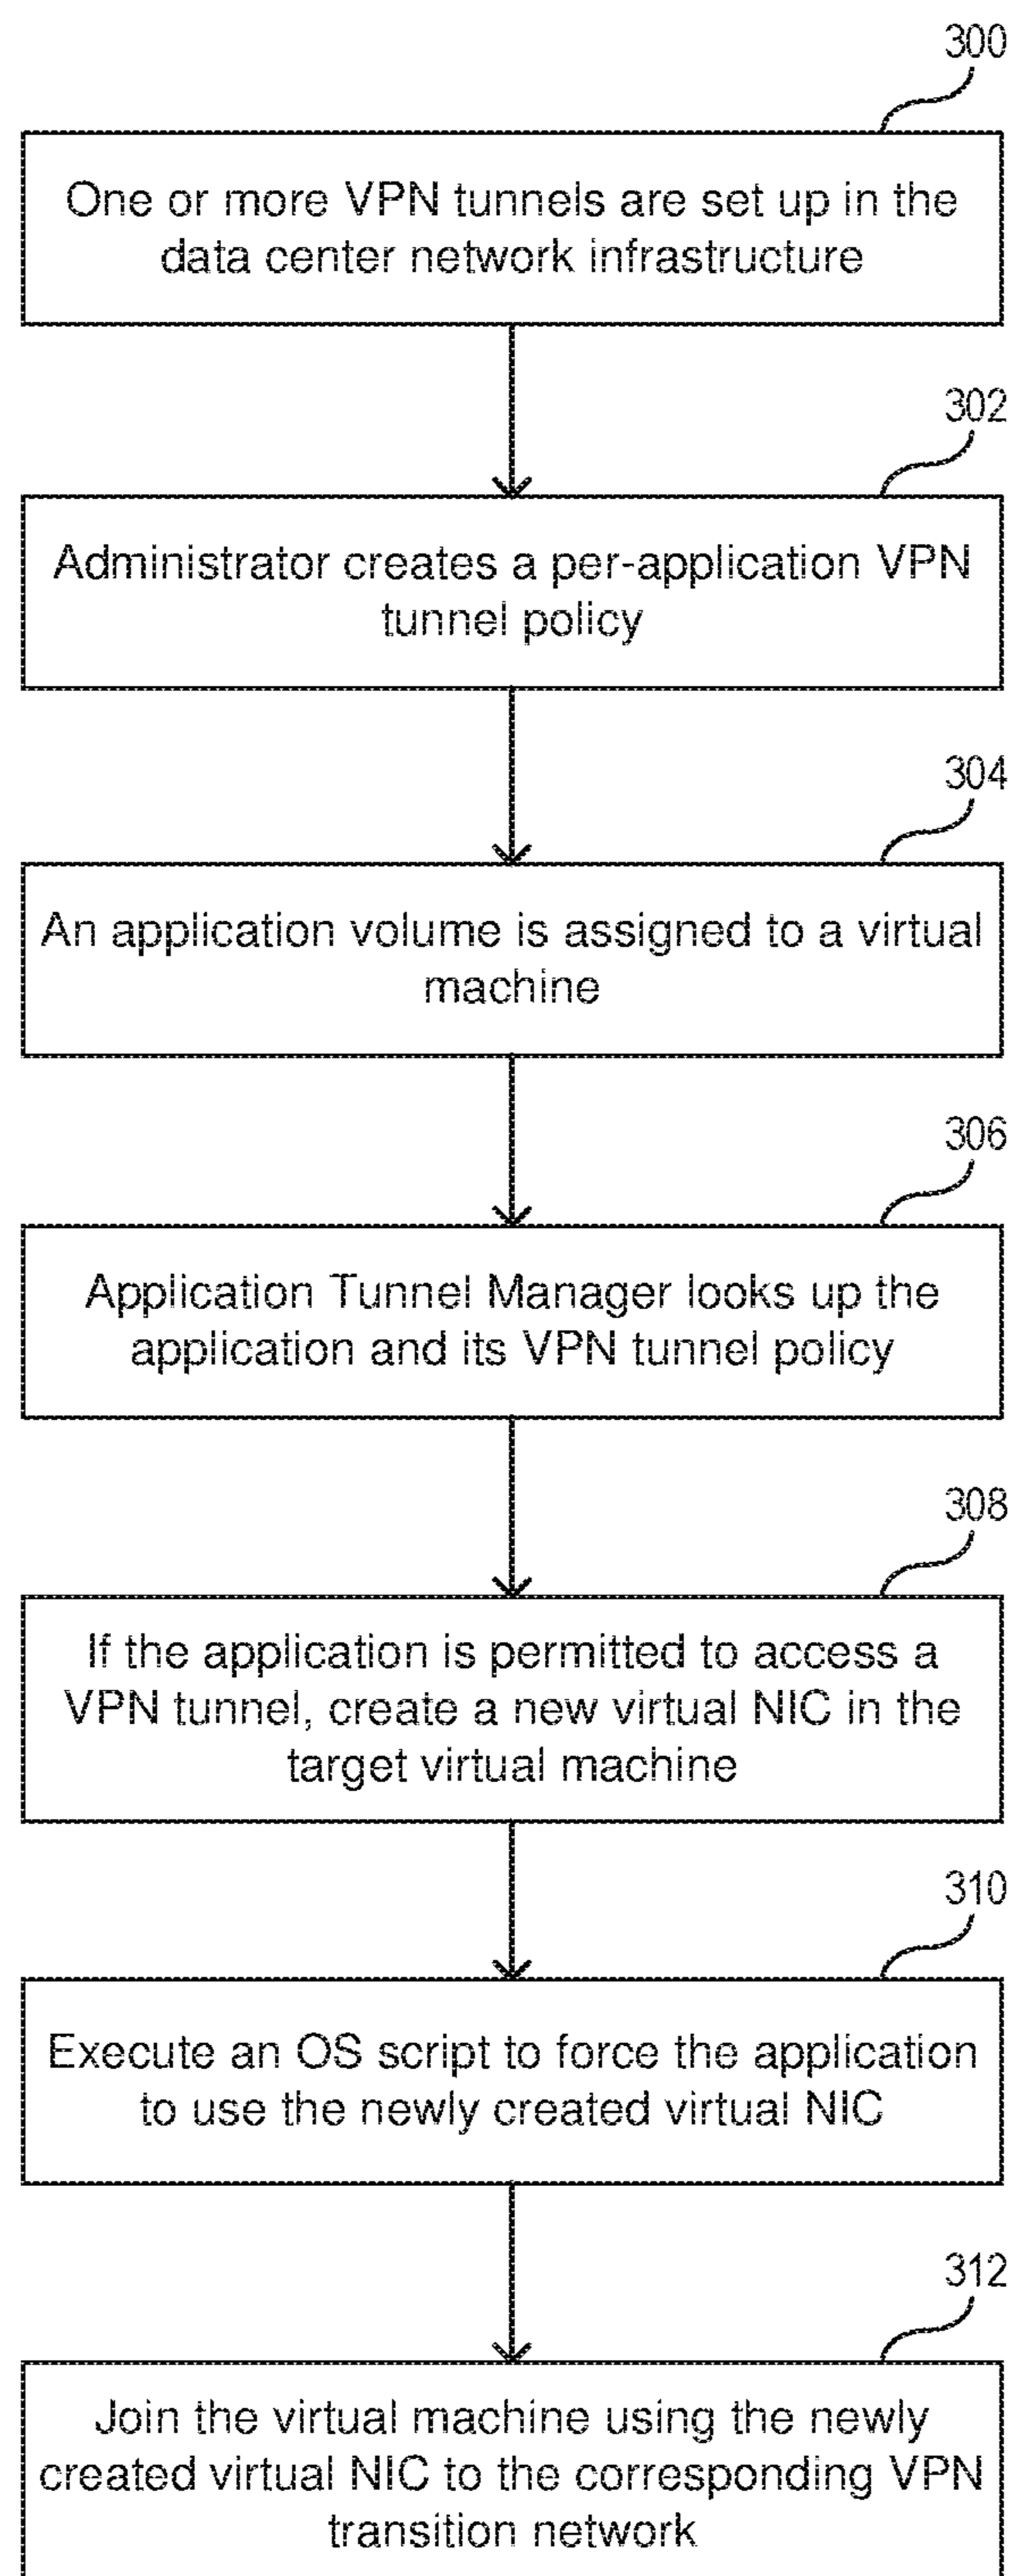 300
One or more VPN tunnels are set up in the
data center network infrastructure
302
Administrator creates a per-application VPN
tunnel policy
304
An application volume is assigned to a virtual
machine
306
Application Tunnel Manager looks up the
application and its VPN tunnel policy
308
If the application is permitted to access a
VPN tunnel, create a new virtual NIC in the
target virtual machine
310
Execute an OS script to force the application
to use the newly created virtual NIC
312
Join the virtual machine using the newly
created virtual NIC to the corresponding VPN
transition network